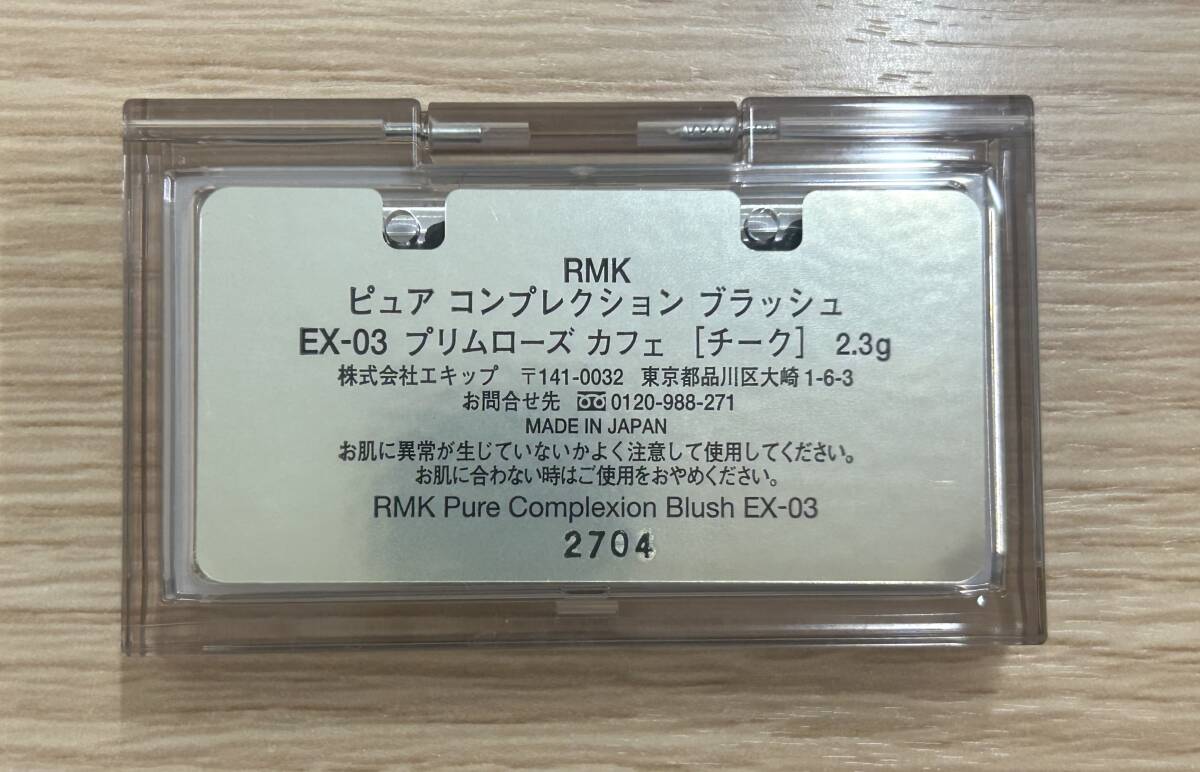 RMK
ピュア コンプレクション ブラッシュ
EX-03 プリムローズ カフェ [チーク] 2.3g
株式会社エキップ 〒141-0032 東京都品川区大崎1-6-3
お問合せ先 0120-988-271
MADE IN JAPAN
お肌に異常が生じていないかよく注意して使用してください。
お肌に合わない時はご使用をおやめください。
RMK Pure Complexion Blush EX-03
2704